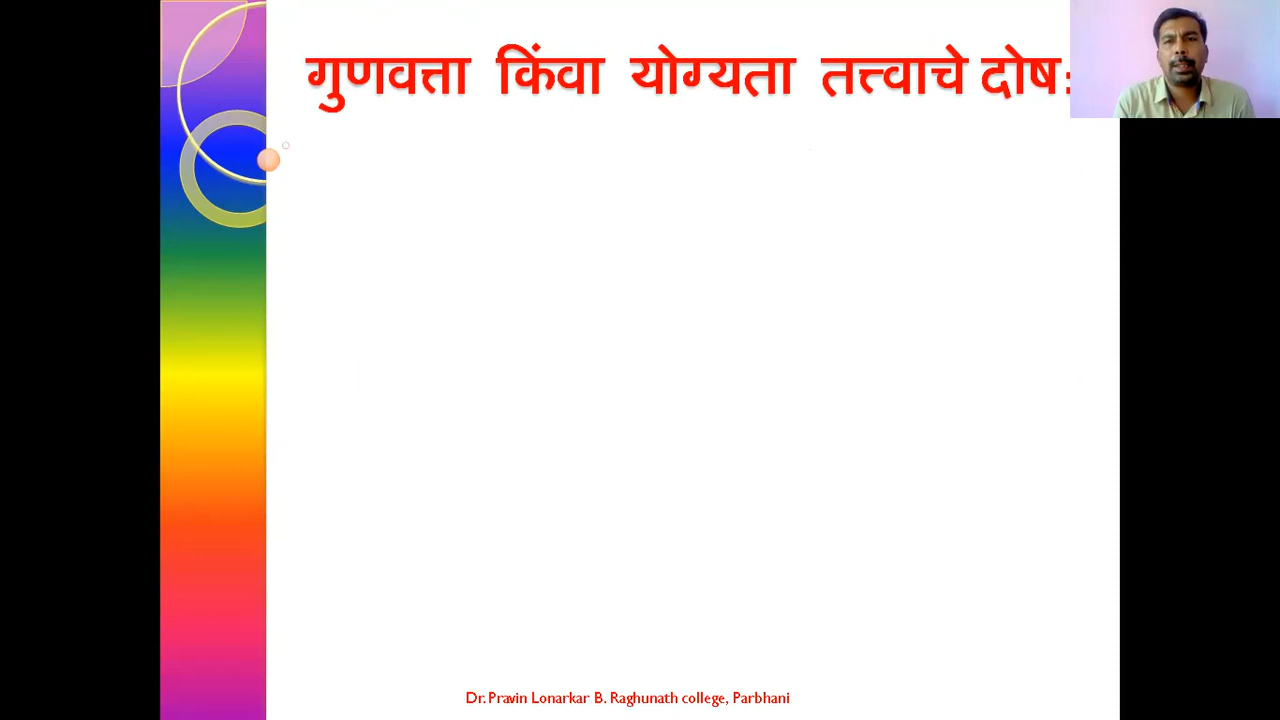 गुणवत्ता किंवा योग्यता तत्त्वाचे दोष:
Dr. Pravin Lonarkar B. Raghunath college, Parbhani